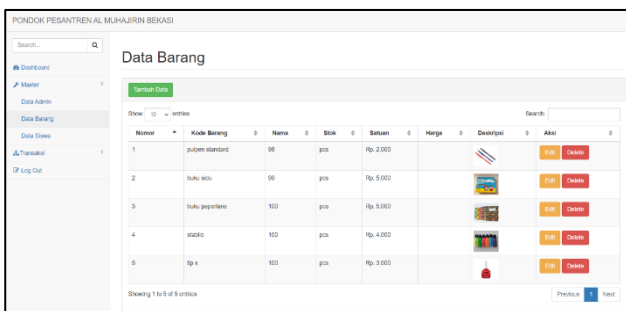 PONDOK PESANTREN AL MUHAJIRIN BEKASI
Search...
Dashboard
Master
Data Admin
Data Barang
Data Siswa
Transaksi
Log Out
Data Barang
Tambah Data
Show 10 entries
Search:
Nomor Kode Barang Nama Stok Satuan Harga Deskripsi Aksi
1 pulpen standard 98 pcs Rp. 2,000 Edit Delete
2 buku sidu pcs Rp. 5,000 Edit Delete
3 buku paperline 100 pcs Rp. 5,000 Edit Delete
4 stabilo 100 pcs Rp. 4,000 Edit Delete
5 tip x 100 pcs Rp. 3,000 Edit Delete
Showing 1 to 5 of 5 entries
Previous 1 Next